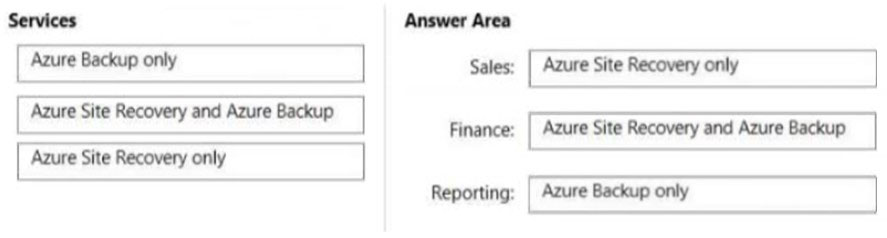 Services
Azure Backup only
Azure Site Recovery and Azure Backup
Azure Site Recovery only
Answer Area
Sales: Azure Site Recovery only
Finance: Azure Site Recovery and Azure Backup
Reporting: Azure Backup only